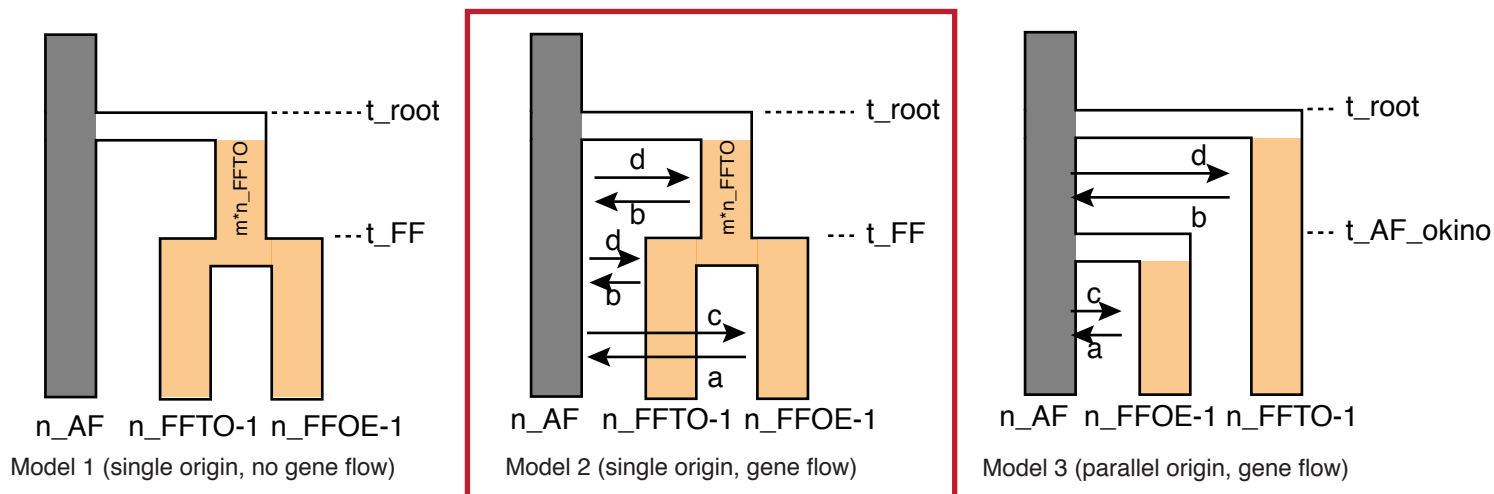 t_root
m*n_FFTO
t_FF
n_AF n_FFTO-1 n_FFOE-1
Model 1 (single origin, no gene flow)
t_root
d
m*n_FFTO
b
t_FF
d
b
c
a
n_AF n_FFTO-1 n_FFOE-1
Model 2 (single origin, gene flow)
t_root
d
b
t_AF_okino
c
a
n_AF n_FFOE-1 n_FFTO-1
Model 3 (parallel origin, gene flow)